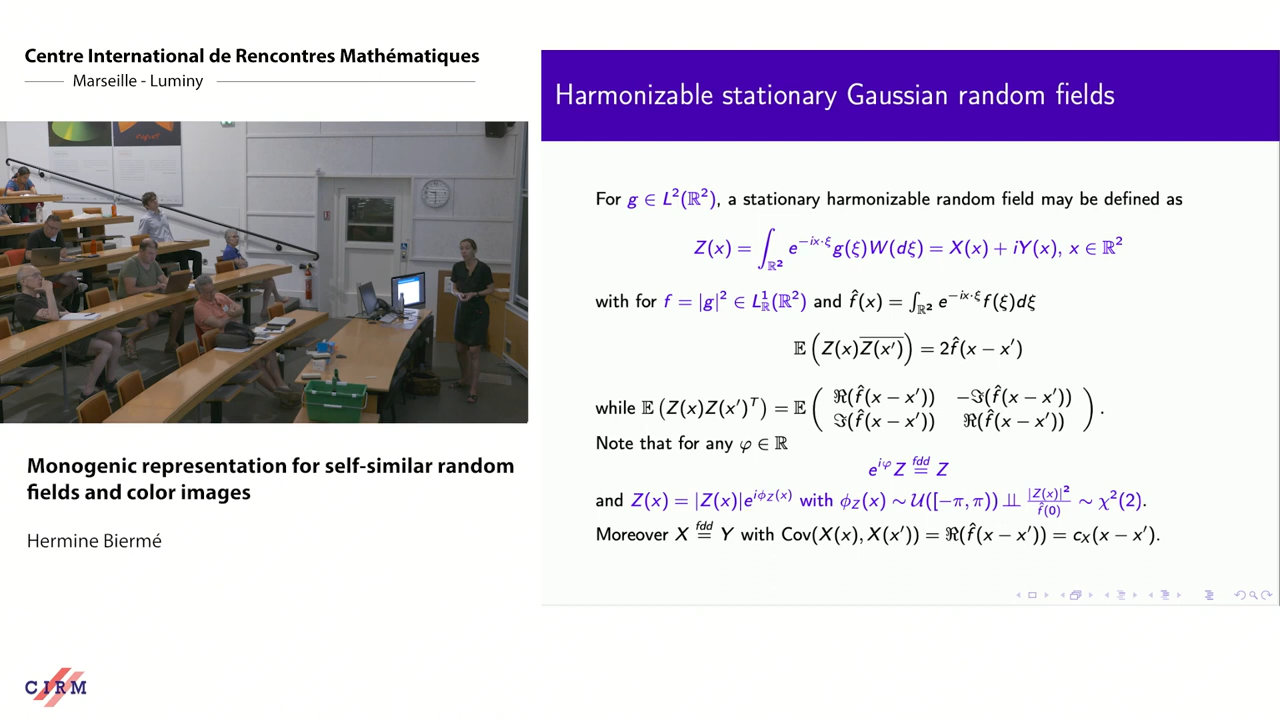 Centre International de Rencontres Mathématiques
Marseille - Luminy
Monogenic representation for self-similar random
fields and color images
Hermine Biermé
CIRM
Harmonizable stationary Gaussian random fields
For g ∈ L²(ℝ²), a stationary harmonizable random field may be defined as
Z(x) = ∫_{ℝ²} e^{−ix·ξ} g(ξ)W(dξ) = X(x) + iY(x), x ∈ ℝ²
with for f = |g|² ∈ L¹_ℝ(ℝ²) and f̂(x) = ∫_{ℝ²} e^{−ix·ξ} f(ξ)dξ
𝔼 ( Z(x)\overline{Z(x′)} ) = 2f̂(x − x′)
while 𝔼 (Z(x)Z(x′)^T) = 𝔼 ( ℜ(f̂(x − x′)) −ℑ(f̂(x − x′))
ℑ(f̂(x − x′)) ℜ(f̂(x − x′)) ) .
Note that for any φ ∈ ℝ
e^{iφ} Z \overset{fdd}{=} Z
and Z(x) = |Z(x)|e^{iϕ_Z(x)} with ϕ_Z(x) ∼ 𝒰([−π, π)) ⫫ \frac{|Z(x)|²}{f̂(0)} ∼ χ²(2).
Moreover X \overset{fdd}{=} Y with Cov(X(x), X(x′)) = ℜ(f̂(x − x′)) = c_X(x − x′).